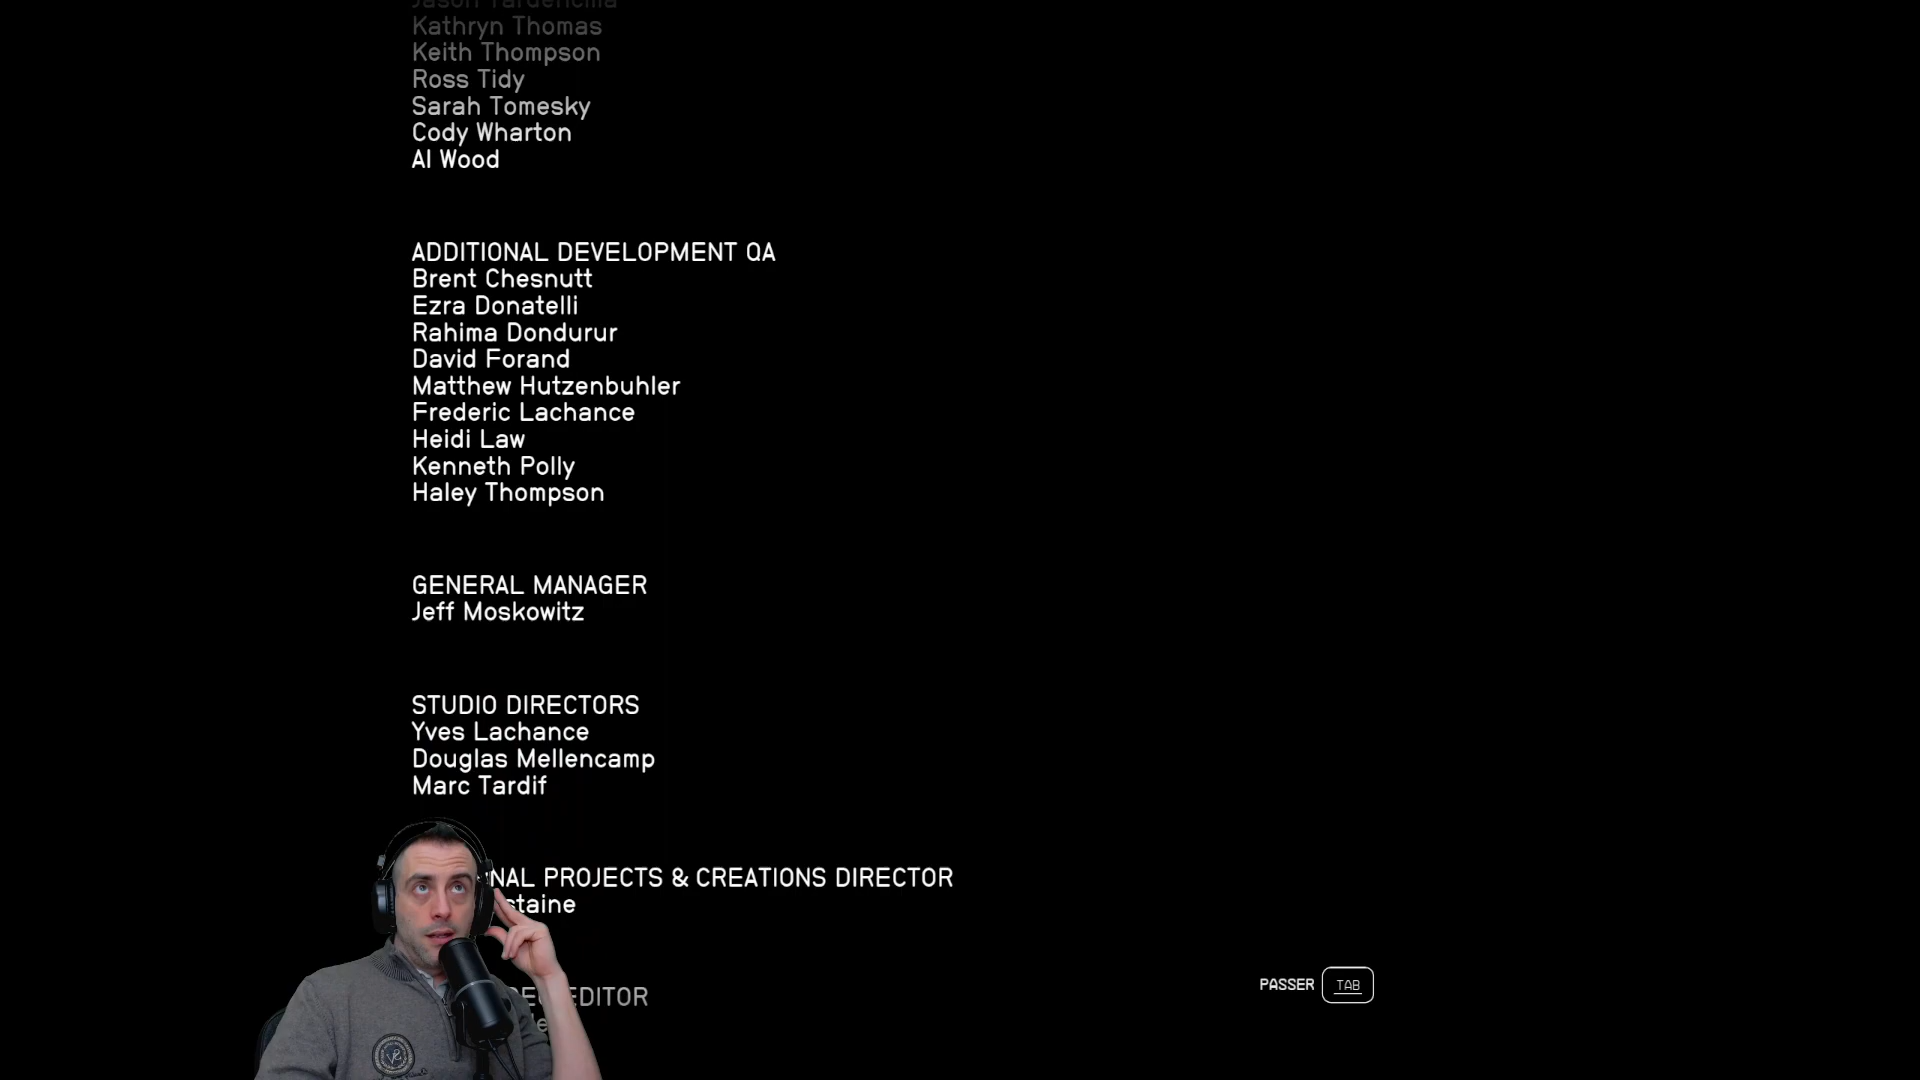 Kathryn Thomas
Keith Thompson
Ross Tidy
Sarah Tomesky
Cody Wharton
Al Wood
ADDITIONAL DEVELOPMENT QA
Brent Chesnutt
Ezra Donatelli
Rahima Dondurur
David Forand
Matthew Hutzenbuhler
Frederic Lachance
Heidi Law
Kenneth Polly
Haley Thompson
GENERAL MANAGER
Jeff Moskowitz
STUDIO DIRECTORS
Yves Lachance
Douglas Mellencamp
Marc Tardif
PROJECTS & CREATIONS DIRECTOR
EDITOR
PASSER TAB